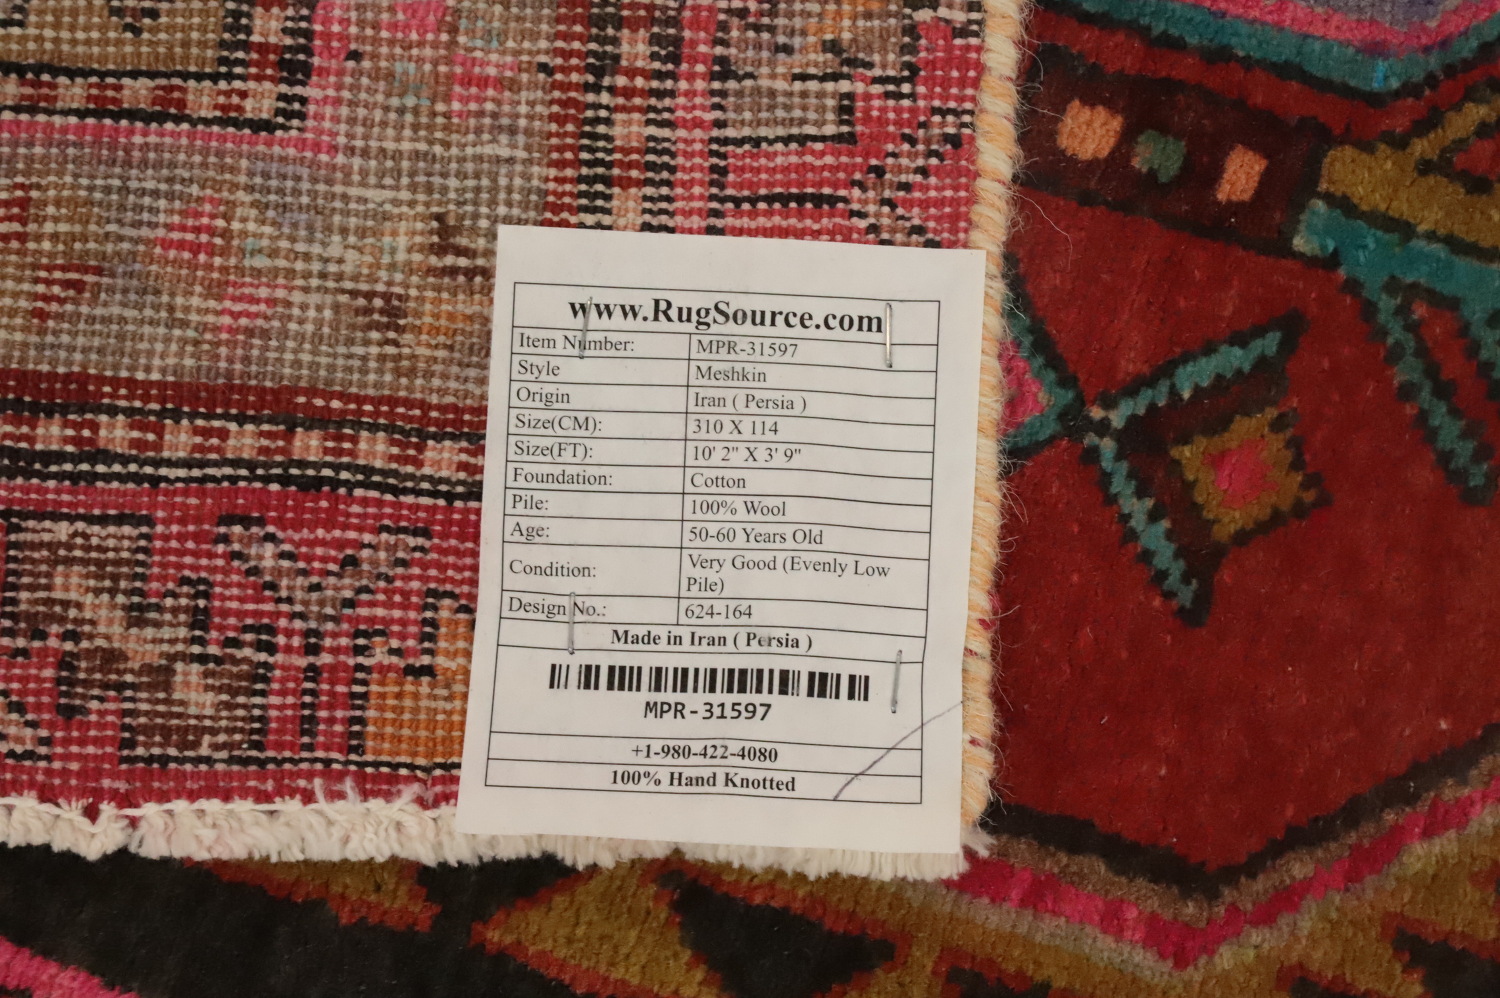 www.RugSource.com
Item Number: MPR-31597
Style Meshkin
Origin Iran ( Persia )
Size(CM): 310 X 114
Size(FT): 10' 2" X 3' 9"
Foundation: Cotton
Pile: 100% Wool
Age: 50-60 Years Old
Condition: Very Good (Evenly Low
Pile)
Design No.: 624-164
Made in Iran ( Persia )
MPR-31597
+1-980-422-4080
100% Hand Knotted